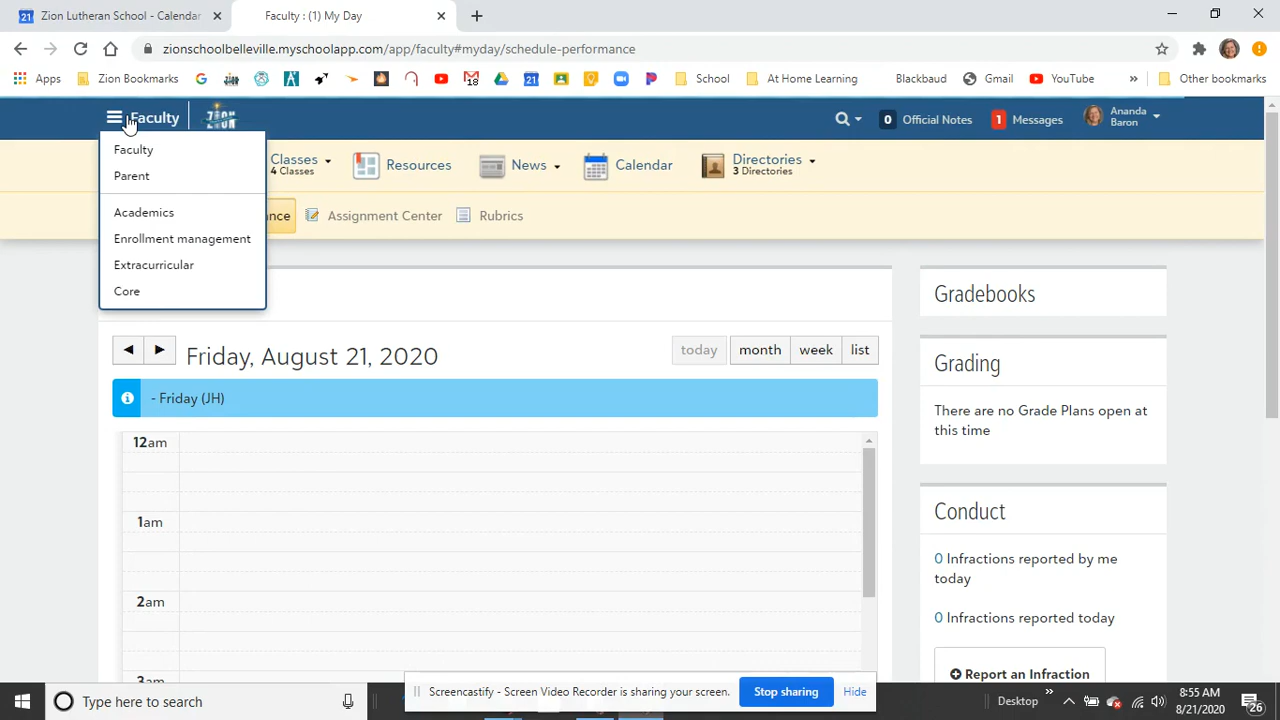 Zion Lutheran School - Calendar
Faculty : (1) My Day
zionschoolbelleville.myschoolapp.com/app/faculty#myday/schedule-performance
Apps
Zion Bookmarks
School
At Home Learning
Blackbaud
Gmail
YouTube
»
Other bookmarks
Faculty
ZION
0 Official Notes
1 Messages
Ananda
Baron
Faculty
Parent
Academics
Enrollment management
Extracurricular
Core
Classes
4 Classes
Resources
News
Calendar
Directories
3 Directories
nce
Assignment Center
Rubrics
Friday, August 21, 2020
today
month
week
list
- Friday (JH)
12am
1am
2am
3am
Gradebooks
Grading
There are no Grade Plans open at
this time
Conduct
0 Infractions reported by me
today
0 Infractions reported today
Report an Infraction
Screencastify - Screen Video Recorder is sharing your screen.
Stop sharing
Hide
Type here to search
Desktop
»
8:55 AM
8/21/2020
26